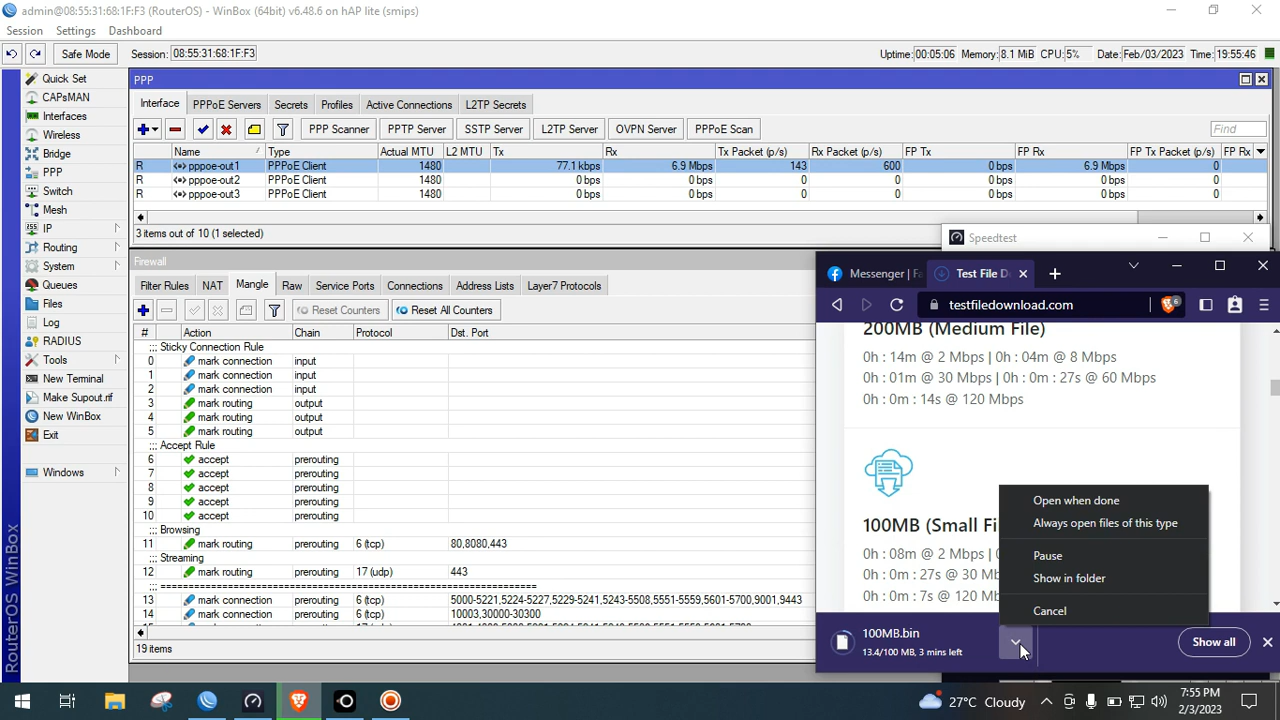 admin@08:55:31:68:1F:F3 (RouterOS) - WinBox (64bit) v6.48.6 on hAP lite (smips)
Session Settings Dashboard
Safe Mode Session: 08:55:31:68:1F:F3 Uptime: 00:05:06 Memory: 8.1 MiB CPU: 5% Date: Feb/03/2023 Time: 19:55:46
RouterOS WinBox
Quick Set
CAPsMAN
Interfaces
Wireless
Bridge
PPP
Switch
Mesh
IP
Routing
System
Queues
Files
Log
RADIUS
Tools
New Terminal
Make Supout.rif
New WinBox
Exit
Windows
PPP
Interface PPPoE Servers Secrets Profiles Active Connections L2TP Secrets
PPP Scanner PPTP Server SSTP Server L2TP Server OVPN Server PPPoE Scan Find
Name Type Actual MTU L2 MTU Tx Rx Tx Packet (p/s) Rx Packet (p/s) FP Tx FP Rx FP Tx Packet (p/s) FP Rx
R pppoe-out1 PPPoE Client 1480 77.1 kbps 6.9 Mbps 143 600 0 bps 6.9 Mbps 0
R pppoe-out2 PPPoE Client 1480 0 bps 0 bps 0 0 0 bps 0 bps 0
R pppoe-out3 PPPoE Client 1480 0 bps 0 bps 0 0 0 bps 0 bps 0
3 items out of 10 (1 selected)
Firewall
Filter Rules NAT Mangle Raw Service Ports Connections Address Lists Layer7 Protocols
Reset Counters Reset All Counters
# Action Chain Protocol Dst. Port
;;; Sticky Connection Rule
0 mark connection input
1 mark connection input
2 mark connection input
3 mark routing output
4 mark routing output
5 mark routing output
;;; Accept Rule
6 accept prerouting
7 accept prerouting
8 accept prerouting
9 accept prerouting
10 accept prerouting
;;; Browsing
11 mark routing prerouting 6 (tcp) 80,8080,443
;;; Streaming
12 mark routing prerouting 17 (udp) 443
;;; ==================================================
13 mark connection prerouting 6 (tcp) 5000-5221,5224-5227,5229-5241,5243-5508,5551-5559,5601-5700,9001,9443
14 mark connection prerouting 6 (tcp) 10003,30000-30300
19 items
Speedtest
Messenger | Fa Test File D
testfiledownload.com 6
200MB (Medium File)
0h : 14m @ 2 Mbps | 0h : 04m @ 8 Mbps
0h : 01m @ 30 Mbps | 0h : 0m : 27s @ 60 Mbps
0h : 0m : 14s @ 120 Mbps
100MB (Small Fi
0h : 08m @ 2 Mbps | 0
0h : 0m : 27s @ 30 M
0h : 0m : 7s @ 120 M
Open when done
Always open files of this type
Pause
Show in folder
Cancel
100MB.bin
13.4/100 MB, 3 mins left
Show all
27°C Cloudy
7:55 PM
2/3/2023